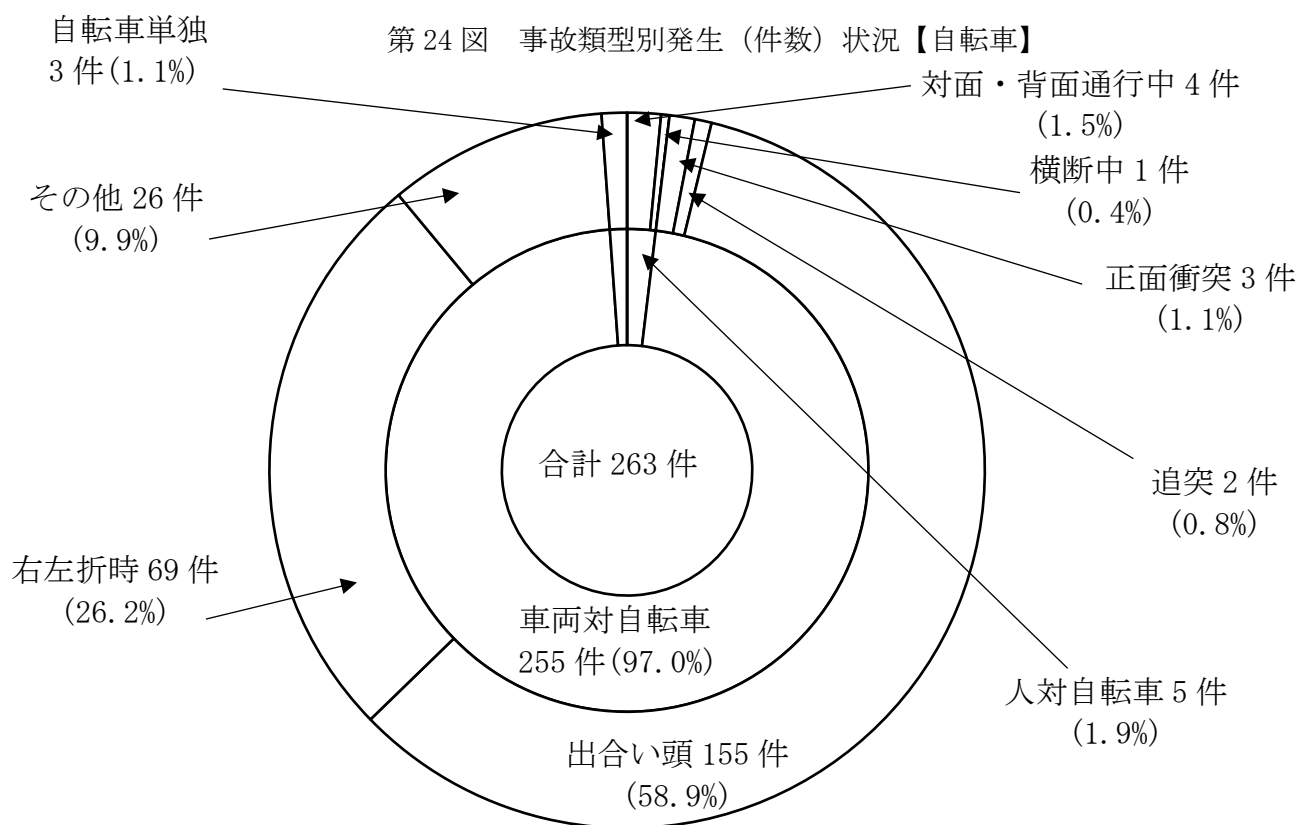 第24図　事故類型別発生（件数）状況【自転車】
自転車単独
3件(1.1%)
対面・背面通行中4件
(1.5%)
横断中1件
(0.4%)
その他26件
(9.9%)
正面衝突3件
(1.1%)
合計263件
追突2件
(0.8%)
右左折時69件
(26.2%)
車両対自転車
255件(97.0%)
人対自転車5件
(1.9%)
出合い頭155件
(58.9%)